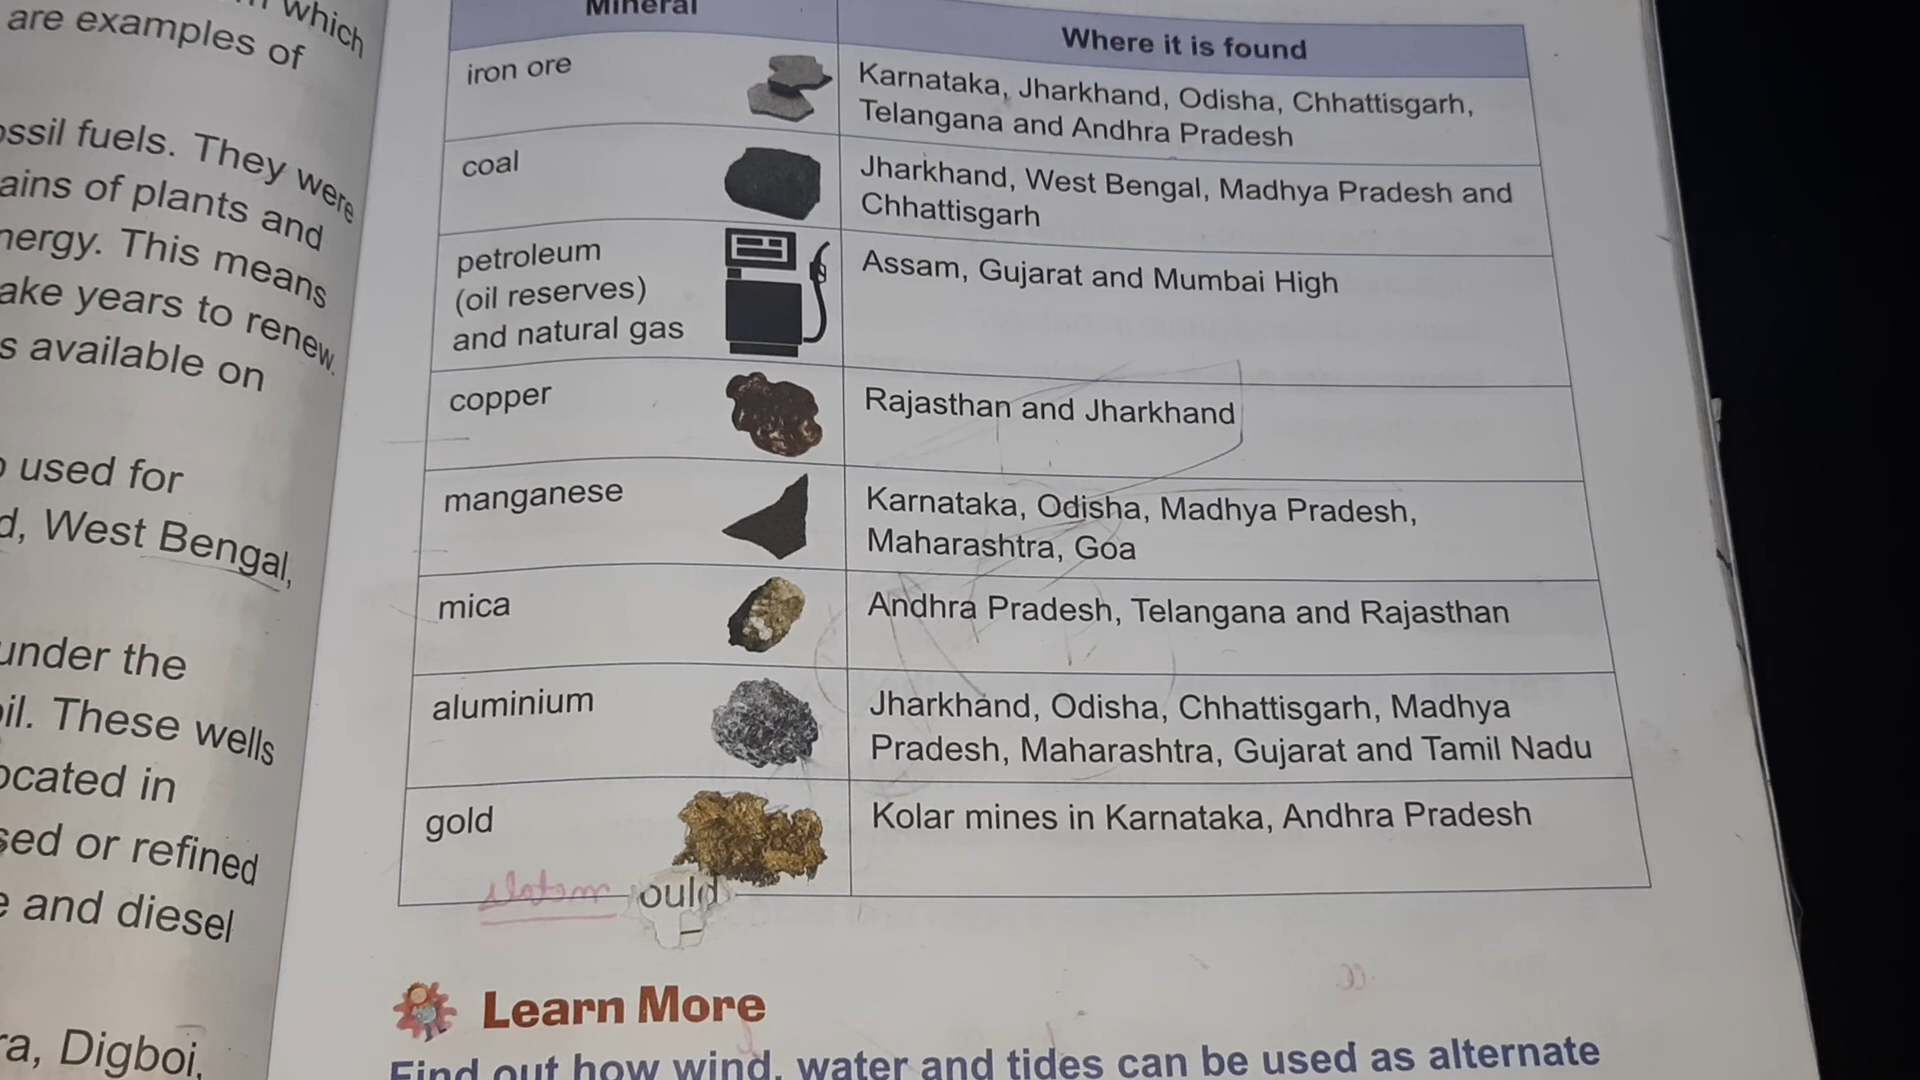 which
are examples of
ossil fuels. They were
ains of plants and
nergy. This means
ake years to renew.
s available on
used for
d, West Bengal,
under the
oil. These wells
ocated in
sed or refined
e and diesel
ra, Digboi,
Mineral
Where it is found
iron ore
Karnataka, Jharkhand, Odisha, Chhattisgarh,
Telangana and Andhra Pradesh
coal
Jharkhand, West Bengal, Madhya Pradesh and
Chhattisgarh
petroleum
(oil reserves)
and natural gas
Assam, Gujarat and Mumbai High
copper
Rajasthan and Jharkhand
manganese
Karnataka, Odisha, Madhya Pradesh,
Maharashtra, Goa
mica
Andhra Pradesh, Telangana and Rajasthan
aluminium
Jharkhand, Odisha, Chhattisgarh, Madhya
Pradesh, Maharashtra, Gujarat and Tamil Nadu
gold
Kolar mines in Karnataka, Andhra Pradesh
ould
Learn More
Find out how wind, water and tides can be used as alternate